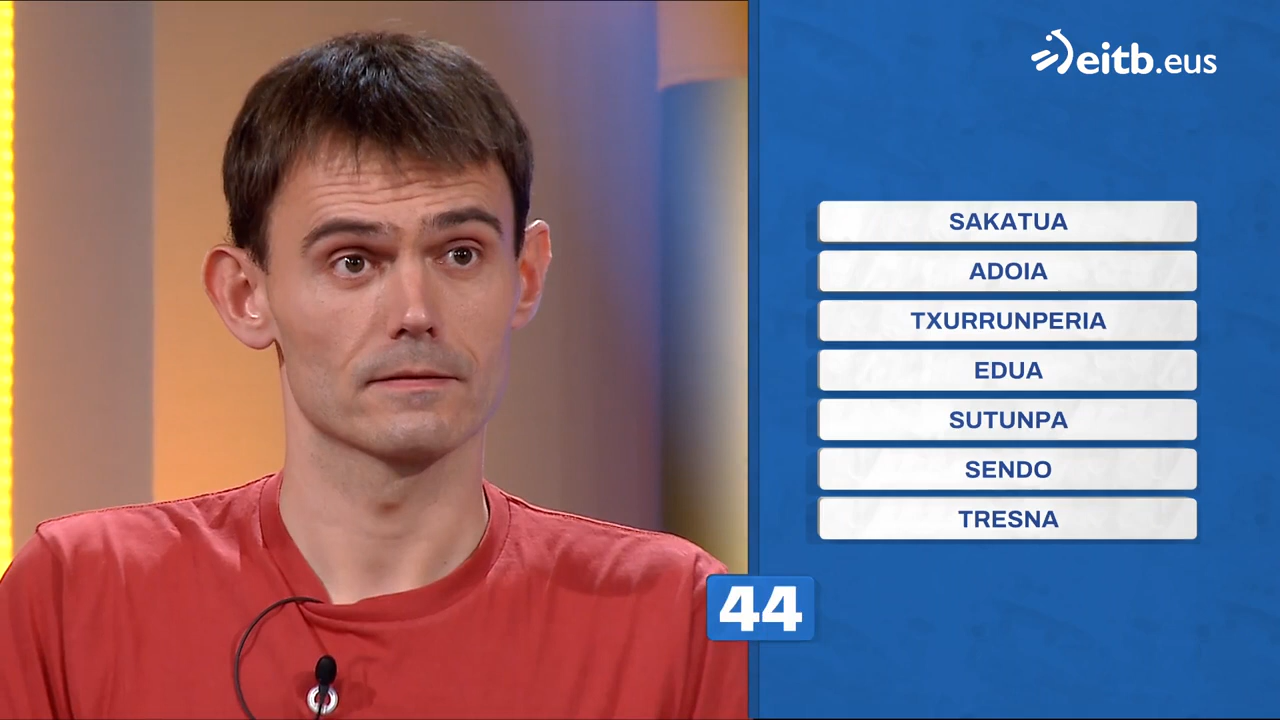 eitb.eus
SAKATUA
ADOIA
TXURRUNPERIA
EDUA
SUTUNPA
SENDO
TRESNA
44